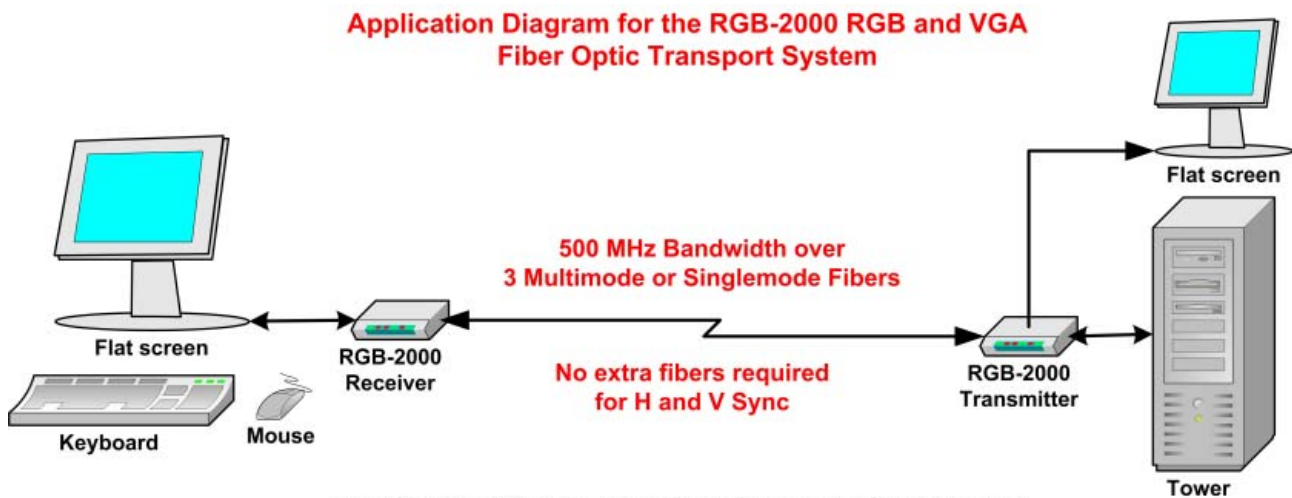 Application Diagram for the RGB-2000 RGB and VGA
Fiber Optic Transport System
Flat screen
500 MHz Bandwidth over
3 Multimode or Singlemode Fibers
Flat screen
RGB-2000
Receiver
No extra fibers required
for H and V Sync
RGB-2000
Transmitter
Keyboard
Mouse
Tower